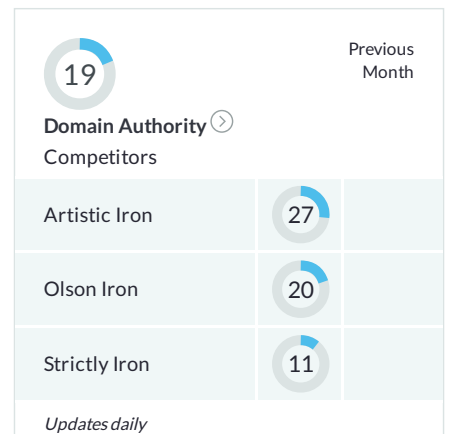 19
Previous
Month
Domain Authority
Competitors
Artistic Iron 27
Olson Iron 20
Strictly Iron 11
Updates daily